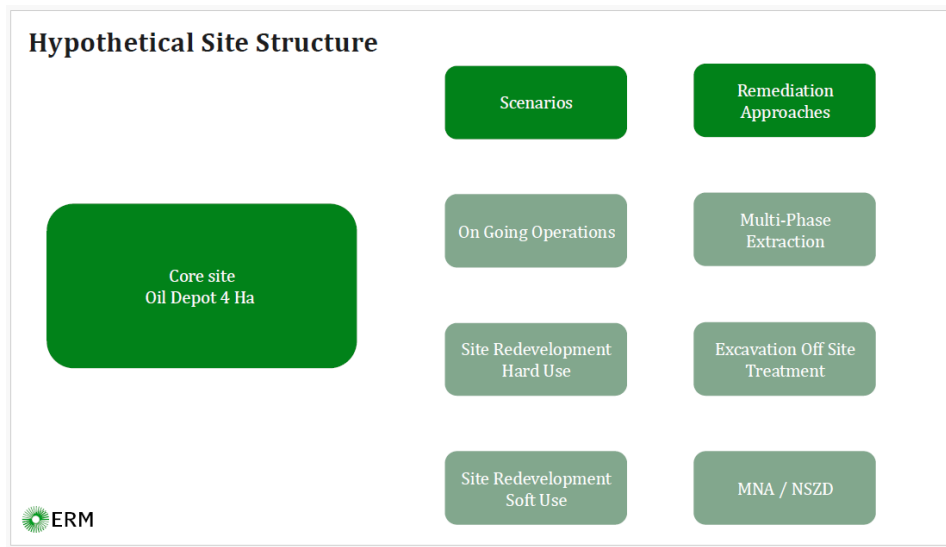 Hypothetical Site Structure
Scenarios
Remediation
Approaches
Core site
Oil Depot 4 Ha
On Going Operations
Multi-Phase
Extraction
Site Redevelopment
Hard Use
Excavation Off Site
Treatment
Site Redevelopment
Soft Use
MNA / NSZD
ERM